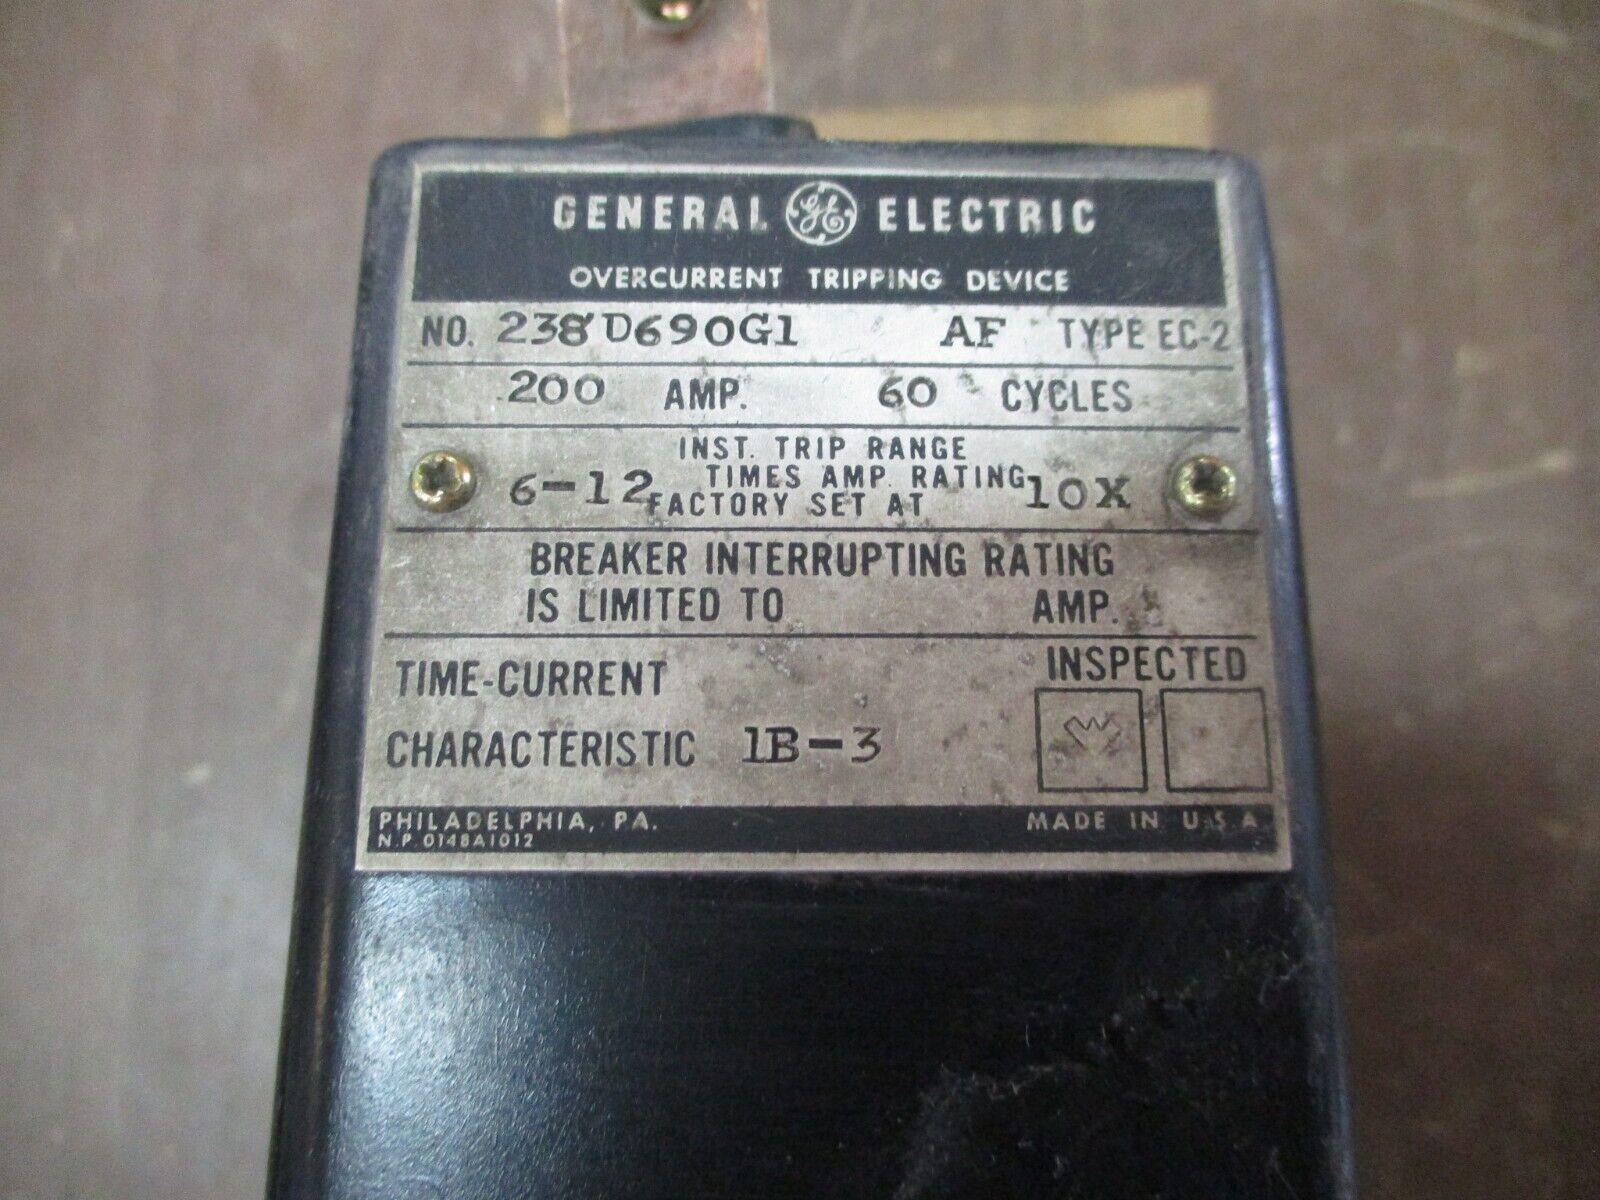 GENERAL GE ELECTRIC
OVERCURRENT TRIPPING DEVICE
NO. 238D690G1 AF TYPE EC-2
200 AMP. 60 CYCLES
INST. TRIP RANGE
6-12 TIMES AMP. RATING
FACTORY SET AT 10X
BREAKER INTERRUPTING RATING
IS LIMITED TO AMP.
TIME-CURRENT
CHARACTERISTIC 1B-3
INSPECTED
PHILADELPHIA, PA. MADE IN U.S.A
N.P. 0148A1012